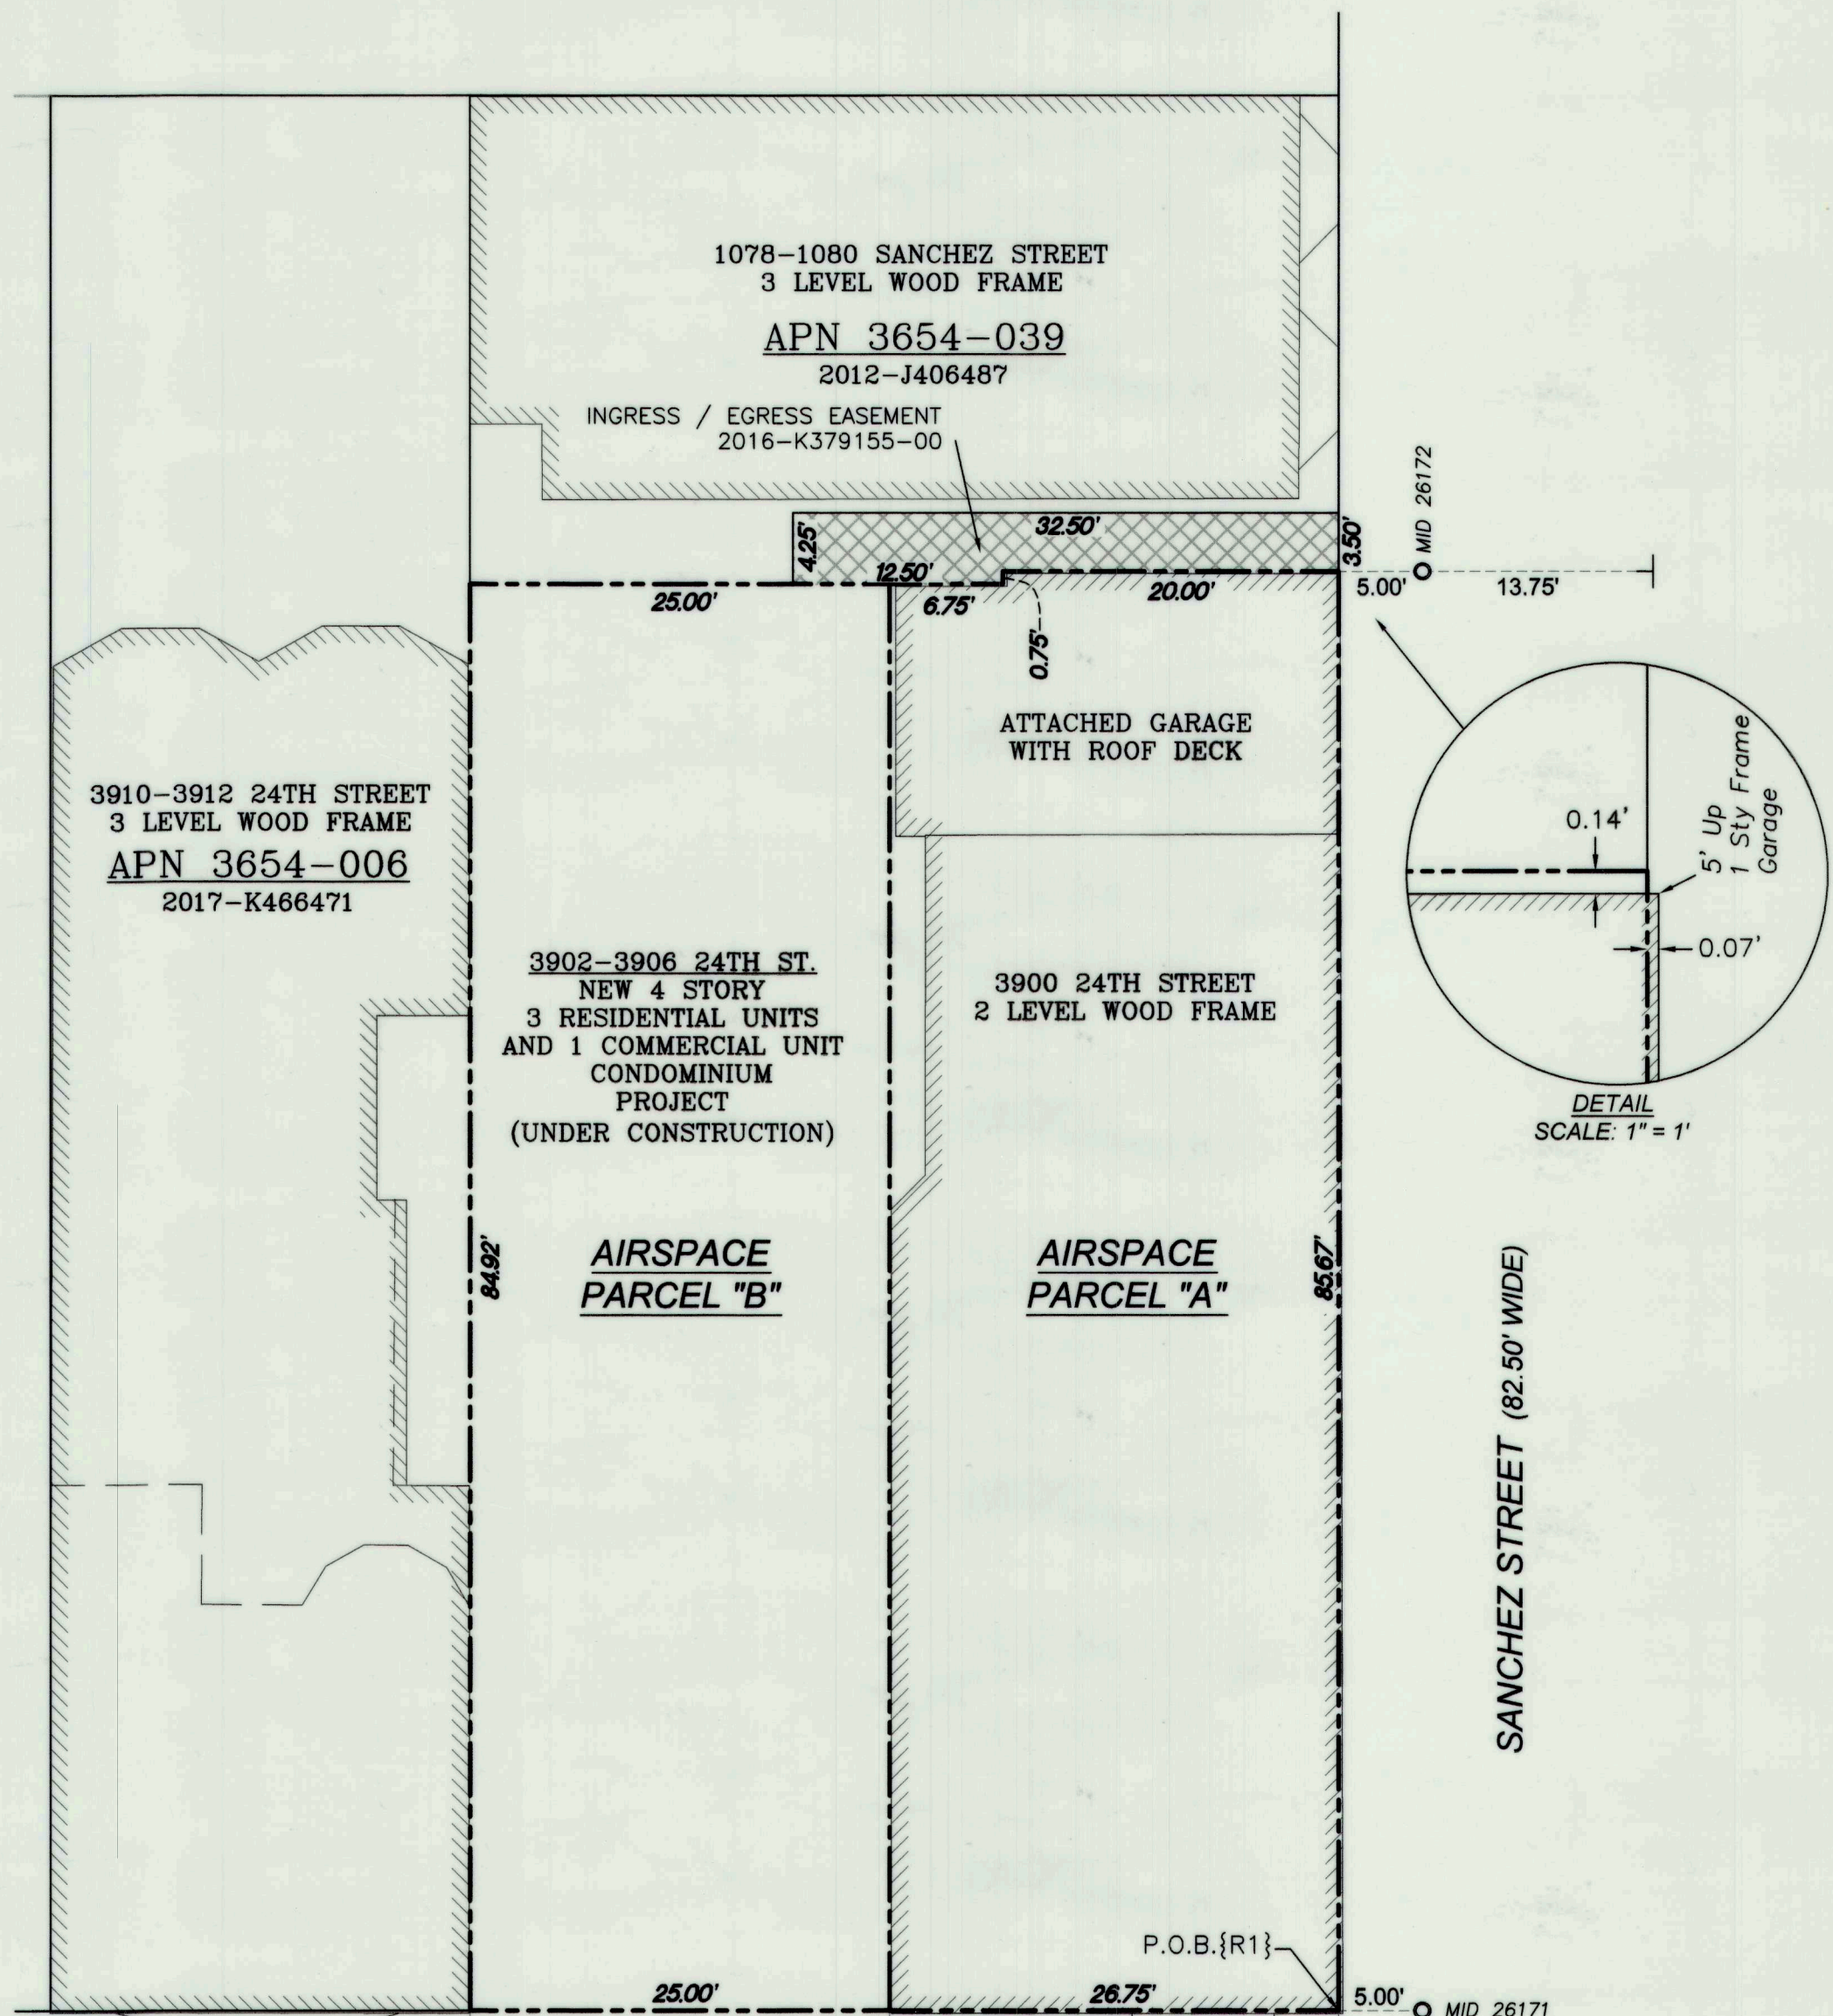 1078-1080 SANCHEZ STREET
3 LEVEL WOOD FRAME
APN 3654-039
2012-J406487
INGRESS / EGRESS EASEMENT
2016-K379155-00
4.25'
32.50'
3.50'
12.50'
25.00'
6.75'
20.00'
0.75'
5.00'
MID 26172
13.75'
ATTACHED GARAGE
WITH ROOF DECK
3910-3912 24TH STREET
3 LEVEL WOOD FRAME
APN 3654-006
2017-K466471
0.14'
5' Up
1 Sty Frame
Garage
0.07'
DETAIL
SCALE: 1" = 1'
3902-3906 24TH ST.
NEW 4 STORY
3 RESIDENTIAL UNITS
AND 1 COMMERCIAL UNIT
CONDOMINIUM
PROJECT
(UNDER CONSTRUCTION)
3900 24TH STREET
2 LEVEL WOOD FRAME
84.92'
AIRSPACE
PARCEL "B"
AIRSPACE
PARCEL "A"
85.67'
SANCHEZ STREET (82.50' WIDE)
P.O.B.{R1}
25.00'
26.75'
5.00'
MID 26171